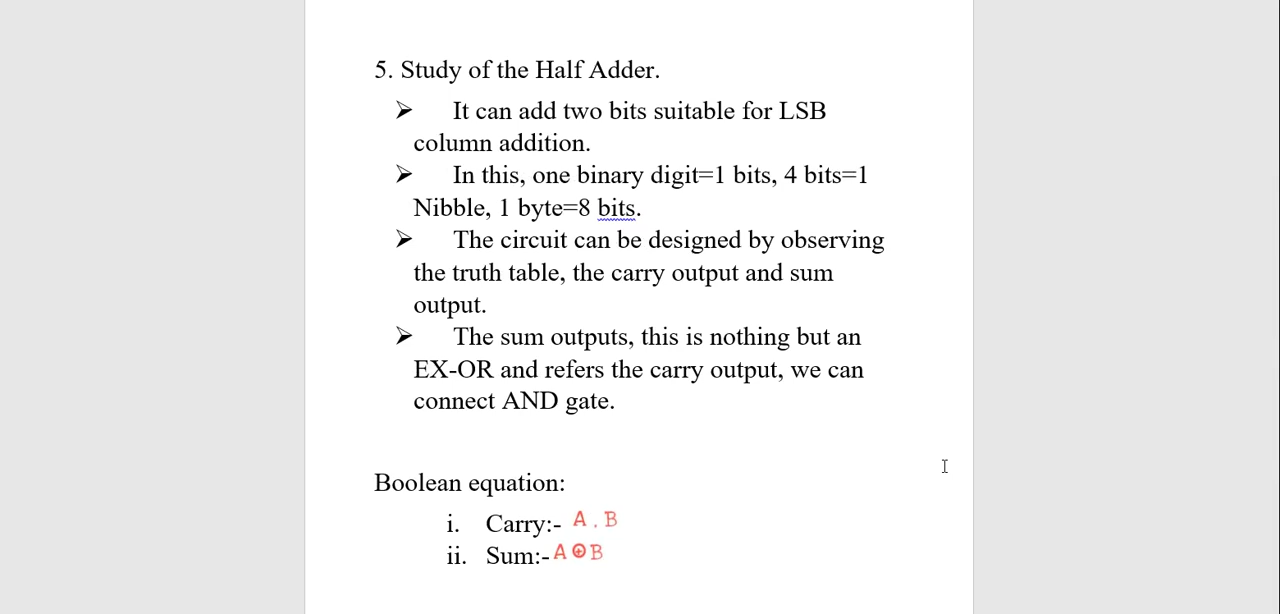 5. Study of the Half Adder.
➢ It can add two bits suitable for LSB
column addition.
➢ In this, one binary digit=1 bits, 4 bits=1
Nibble, 1 byte=8 bits.
➢ The circuit can be designed by observing
the truth table, the carry output and sum
output.
➢ The sum outputs, this is nothing but an
EX-OR and refers the carry output, we can
connect AND gate.
Boolean equation:
i. Carry:- A . B
ii. Sum:- A ⊕ B